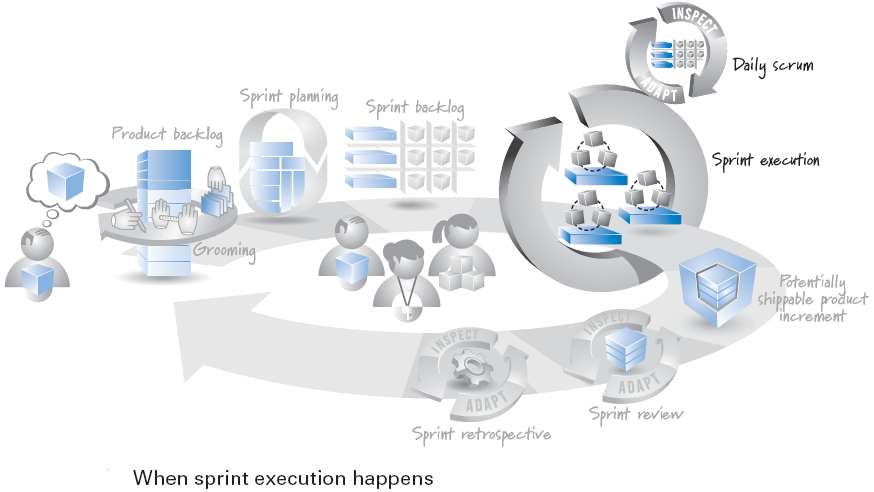 INSPECT
ADAPT
Daily scrum
Sprint planning
Sprint backlog
Product backlog
Sprint execution
Grooming
Potentially
shippable product
increment
INSPECT
ADAPT
INSPECT
ADAPT
Sprint review
Sprint retrospective
When sprint execution happens